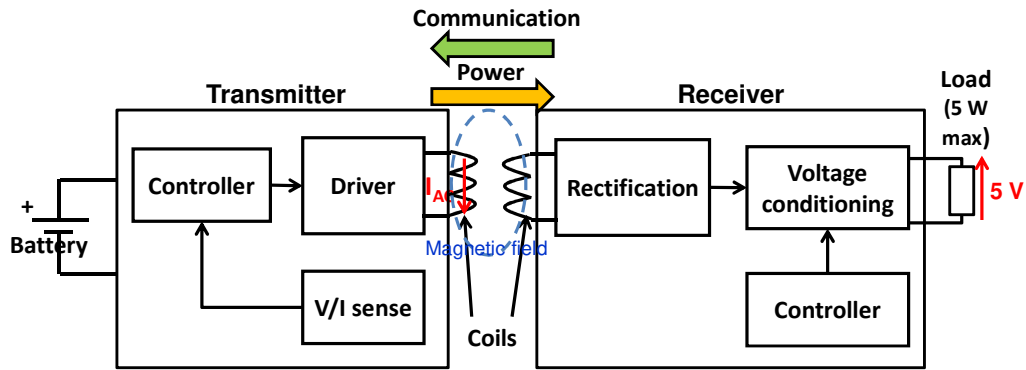 Communication
Power
Transmitter
Receiver
Load
(5 W
max)
Controller
Driver
I_AC
Rectification
Voltage
conditioning
5 V
+
Battery
Magnetic field
V/I sense
Coils
Controller